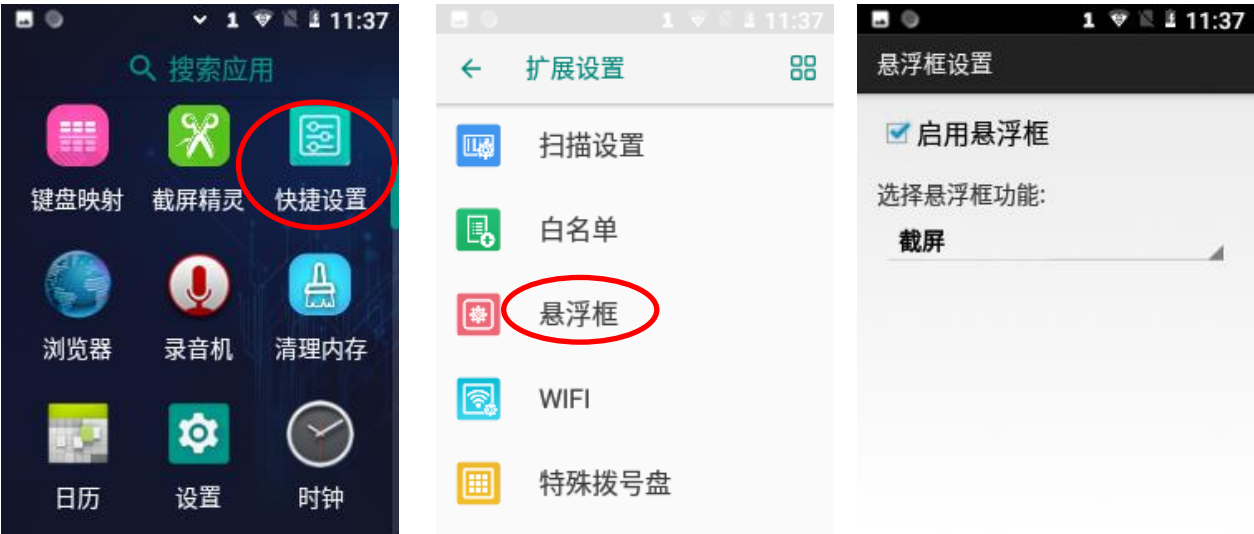 1 11:37
搜索应用
键盘映射 截屏精灵 快捷设置
浏览器 录音机 清理内存
日历 设置 时钟
1 11:37
扩展设置
扫描设置
白名单
悬浮框
WIFI
特殊拨号盘
1 11:37
悬浮框设置
启用悬浮框
选择悬浮框功能:
截屏